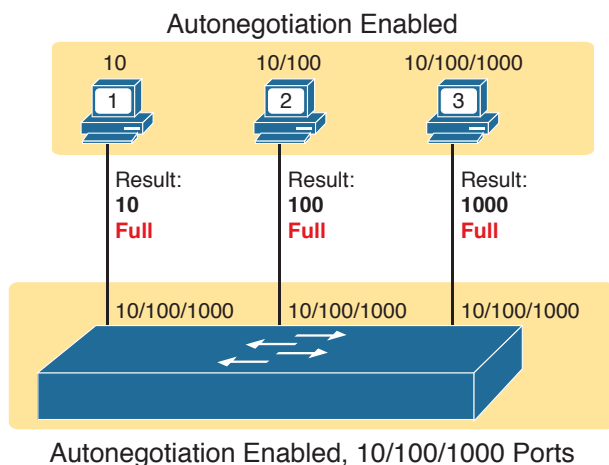 Autonegotiation Enabled
10 10/100 10/100/1000
1 2 3
Result: Result: Result:
10 100 1000
Full Full Full
10/100/1000 10/100/1000 10/100/1000
Autonegotiation Enabled, 10/100/1000 Ports